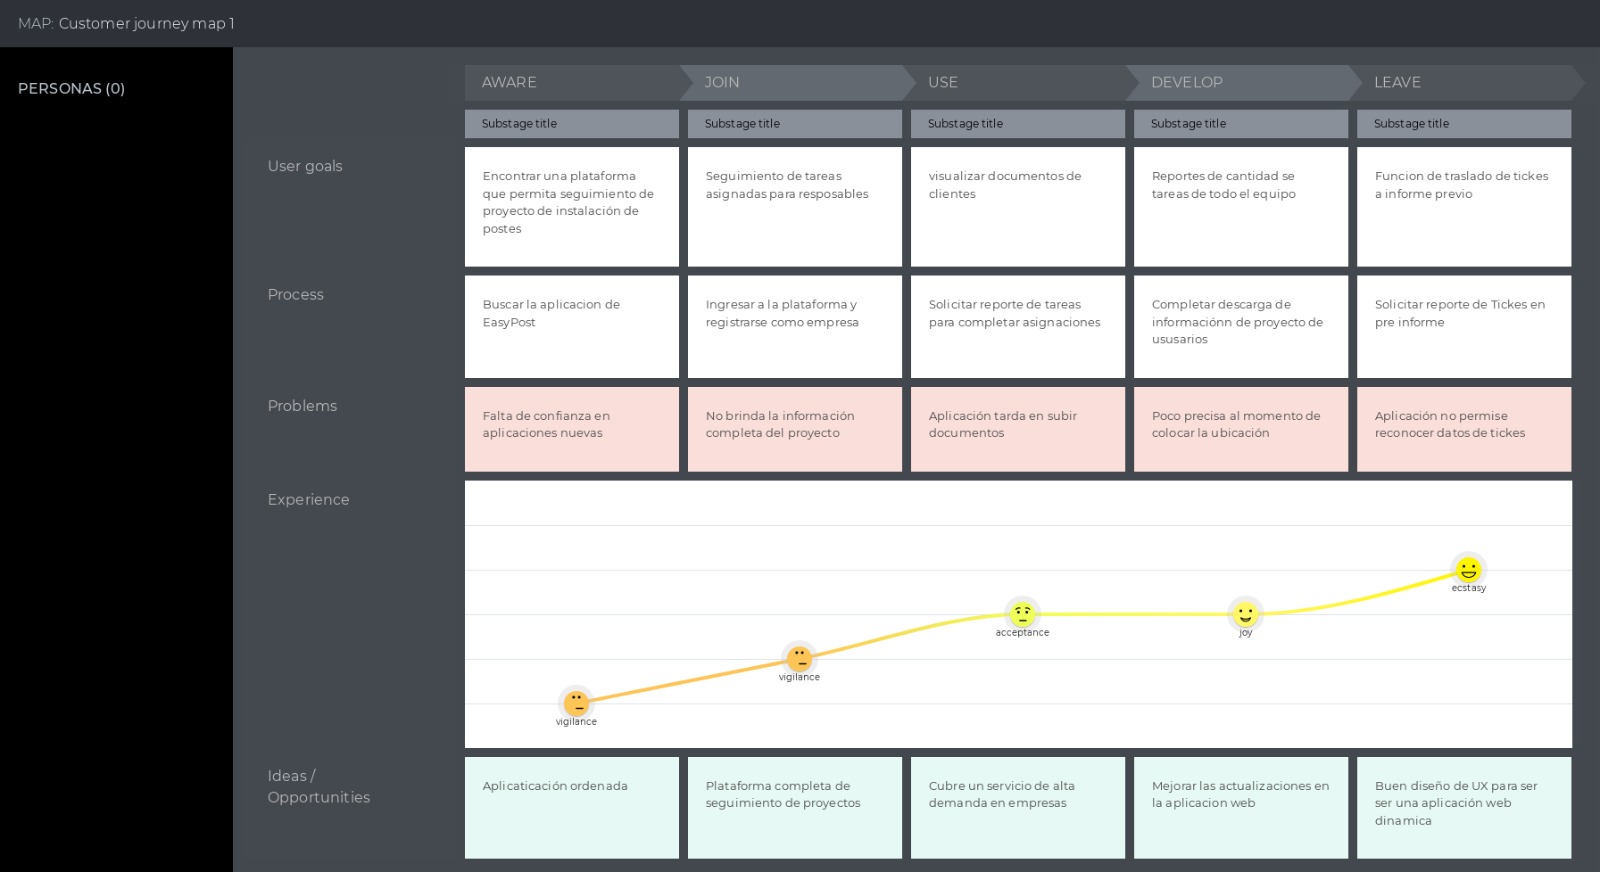 MAP: Customer journey map 1
PERSONAS (0)
AWARE
JOIN
USE
DEVELOP
LEAVE
Substage title
Substage title
Substage title
Substage title
Substage title
User goals
Encontrar una plataforma
que permita seguimiento de
proyecto de instalación de
postes
Seguimiento de tareas
asignadas para resposables
visualizar documentos de
clientes
Reportes de cantidad se
tareas de todo el equipo
Funcion de traslado de tickes
a informe previo
Process
Buscar la aplicacion de
EasyPost
Ingresar a la plataforma y
registrarse como empresa
Solicitar reporte de tareas
para completar asignaciones
Completar descarga de
informaciónn de proyecto de
ususarios
Solicitar reporte de Tickes en
pre informe
Problems
Falta de confianza en
aplicaciones nuevas
No brinda la información
completa del proyecto
Aplicación tarda en subir
documentos
Poco precisa al momento de
colocar la ubicación
Aplicación no permise
reconocer datos de tickes
Experience
ecstasy
acceptance
joy
vigilance
vigilance
Ideas /
Opportunities
Aplicaticación ordenada
Plataforma completa de
seguimiento de proyectos
Cubre un servicio de alta
demanda en empresas
Mejorar las actualizaciones en
la aplicacion web
Buen diseño de UX para ser
ser una aplicación web
dinamica